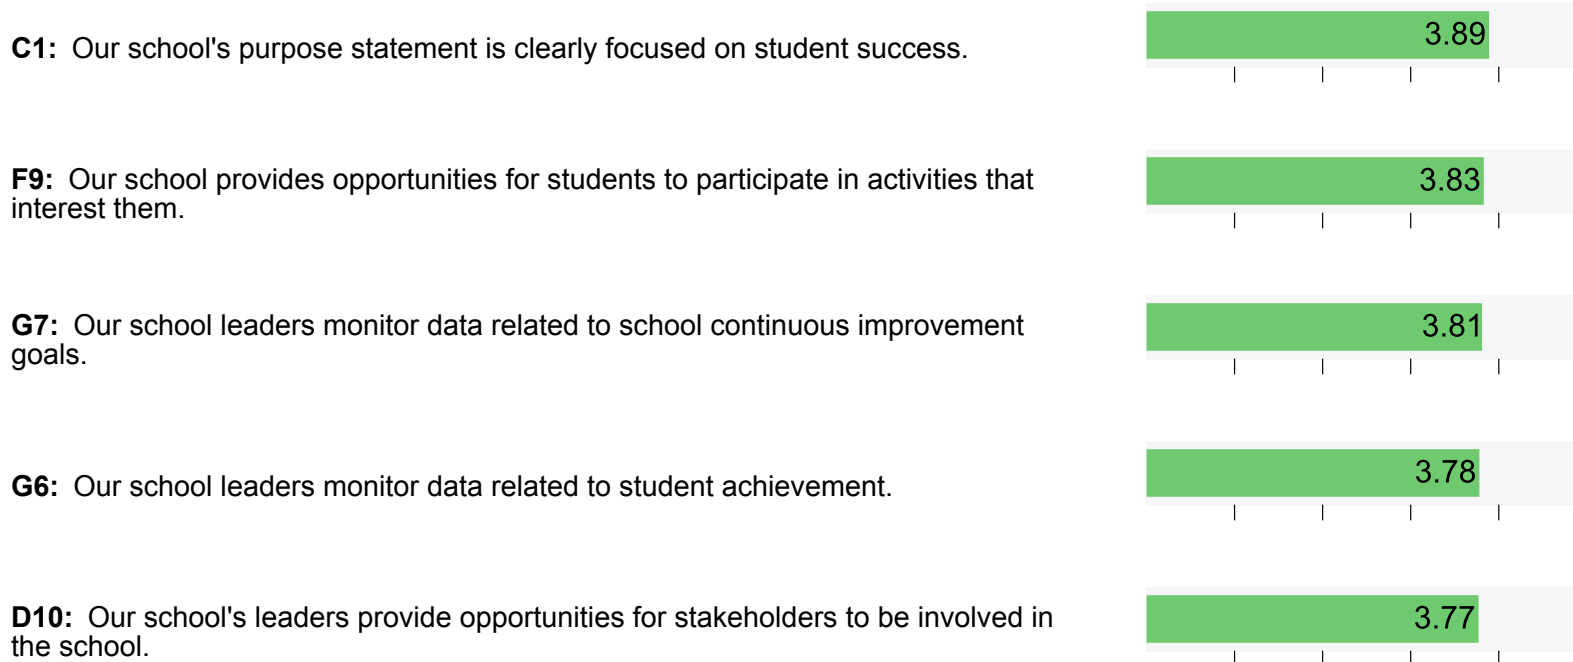 C1: Our school's purpose statement is clearly focused on student success.
3.89
F9: Our school provides opportunities for students to participate in activities that
interest them.
3.83
G7: Our school leaders monitor data related to school continuous improvement
goals.
3.81
G6: Our school leaders monitor data related to student achievement.
3.78
D10: Our school's leaders provide opportunities for stakeholders to be involved in
the school.
3.77